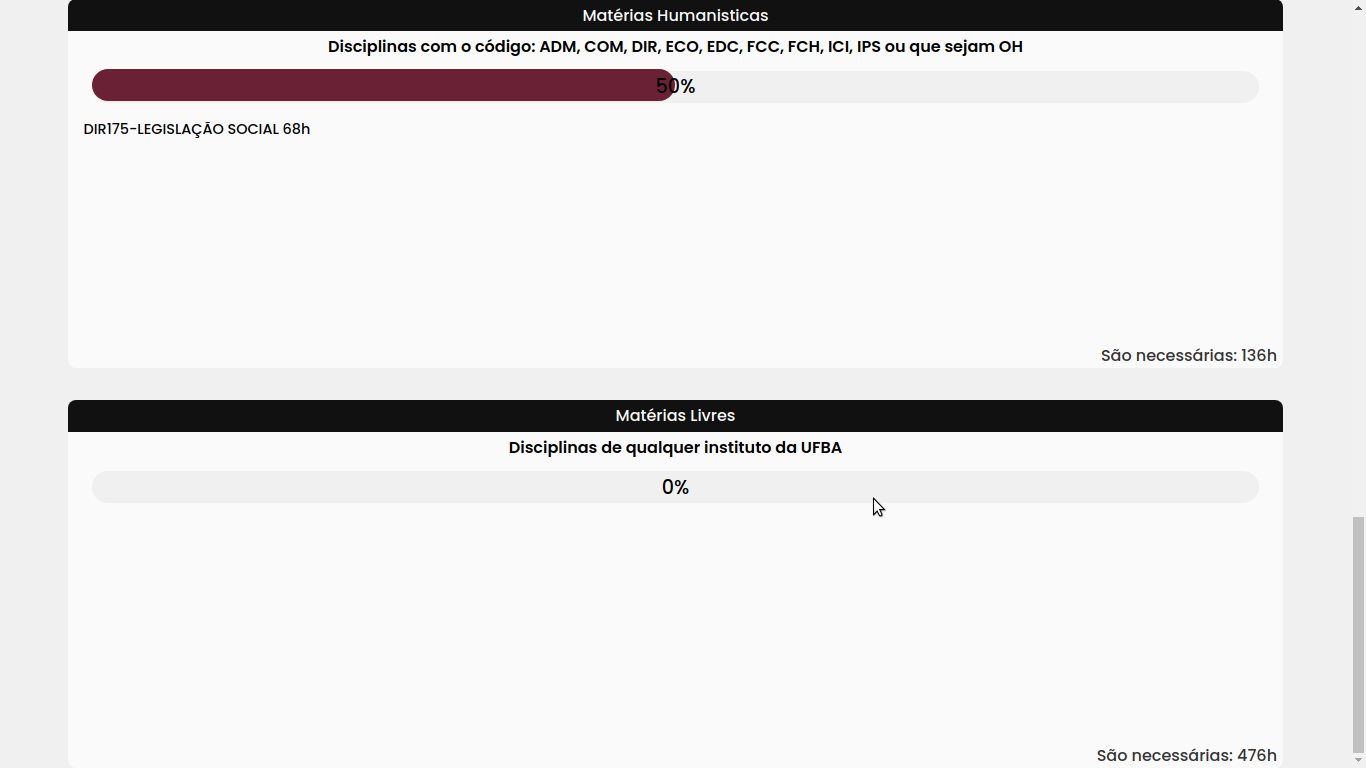 Matérias Humanisticas
Disciplinas com o código: ADM, COM, DIR, ECO, EDC, FCC, FCH, ICI, IPS ou que sejam OH
50%
DIR175-LEGISLAÇÃO SOCIAL 68h
São necessárias: 136h
Matérias Livres
Disciplinas de qualquer instituto da UFBA
0%
São necessárias: 476h